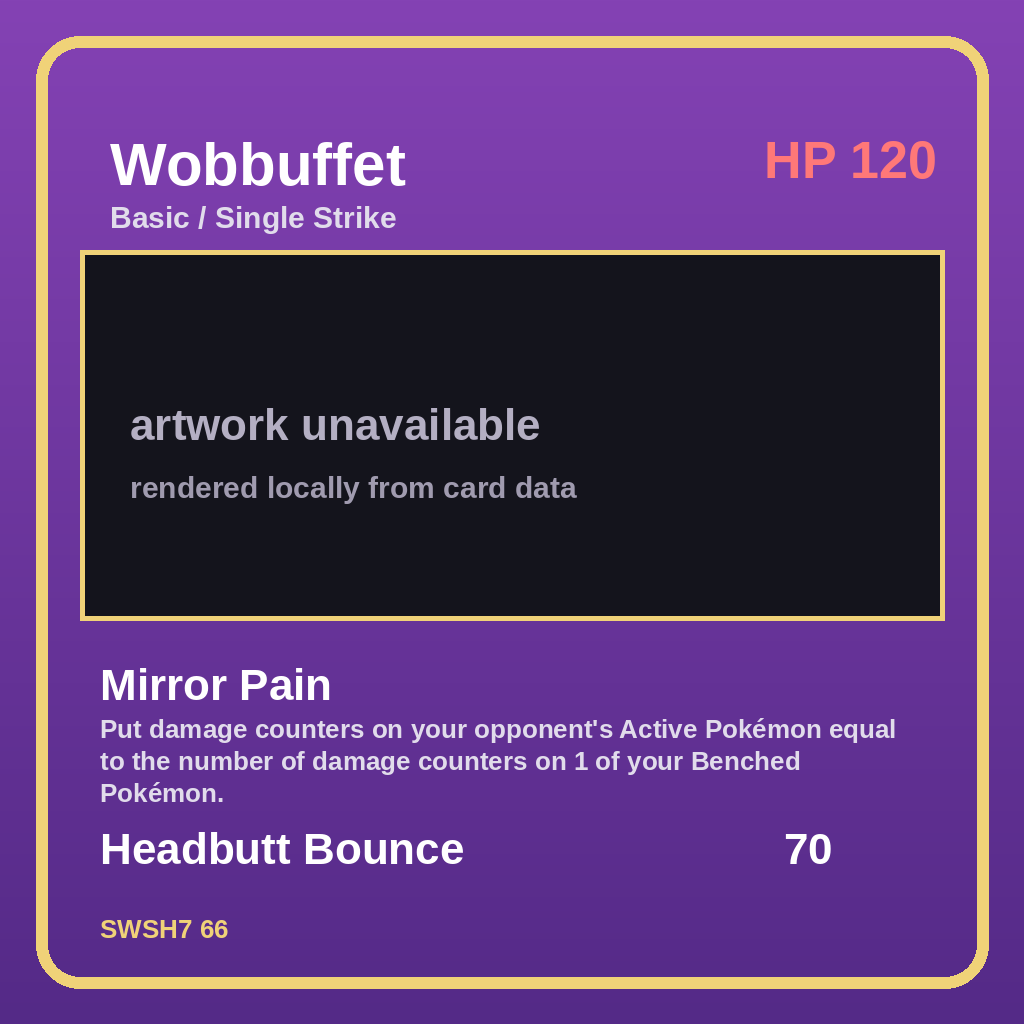 Wobbuffet
HP 120
Basic / Single Strike
artwork unavailable
rendered locally from card data
Mirror Pain
Put damage counters on your opponent's Active Pokémon equal
to the number of damage counters on 1 of your Benched
Pokémon.
Headbutt Bounce 70
SWSH7 66